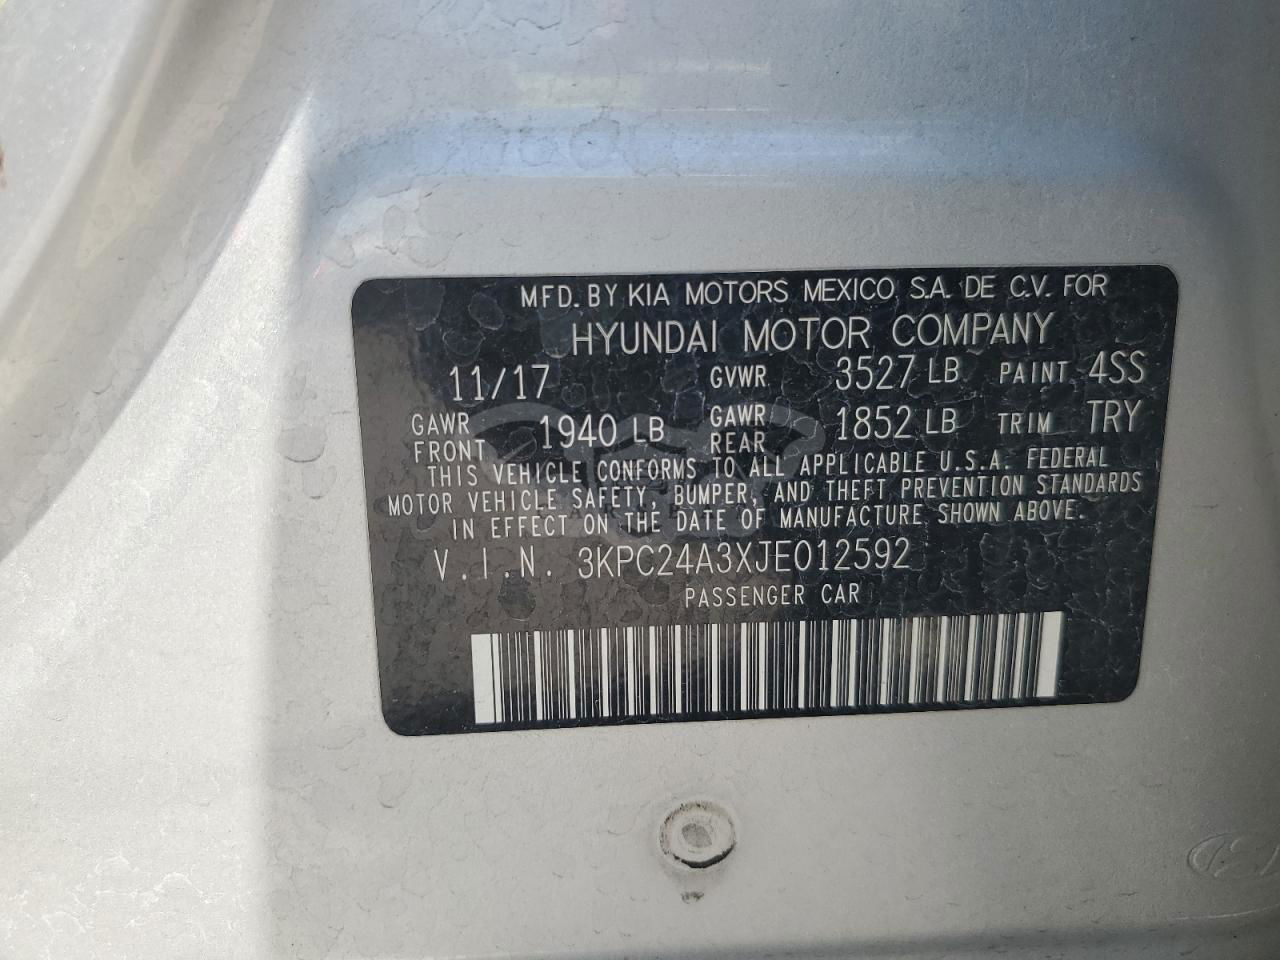 MFD. BY KIA MOTORS MEXICO S.A. DE C.V. FOR
HYUNDAI MOTOR COMPANY
11/17 GVWR 3527 LB PAINT 4SS
GAWR FRONT 1940 LB GAWR REAR 1852 LB TRIM TRY
THIS VEHICLE CONFORMS TO ALL APPLICABLE U.S.A. FEDERAL
MOTOR VEHICLE SAFETY, BUMPER, AND THEFT PREVENTION STANDARDS
IN EFFECT ON THE DATE OF MANUFACTURE SHOWN ABOVE.
V.I.N. 3KPC24A3XJE012592
PASSENGER CAR